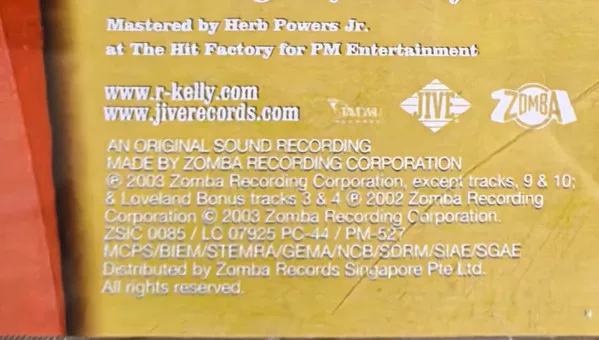 Mastered by Herb Powers Jr.
at The Hit Factory for PM Entertainment
www.r-kelly.com
www.jiverecords.com
JIVE
ZOMBA
AN ORIGINAL SOUND RECORDING
MADE BY ZOMBA RECORDING CORPORATION
℗ 2003 Zomba Recording Corporation, except tracks, 9 & 10;
& Loveland Bonus tracks 3 & 4 ℗ 2002 Zomba Recording
Corporation © 2003 Zomba Recording Corporation.
ZSIC 0085 / LC 07925 PC-44 / PM-527
MCPS/BIEM/STEMRA/GEMA/NCB/SDRM/SIAE/SGAE
Distributed by Zomba Records Singapore Pte Ltd.
All rights reserved.